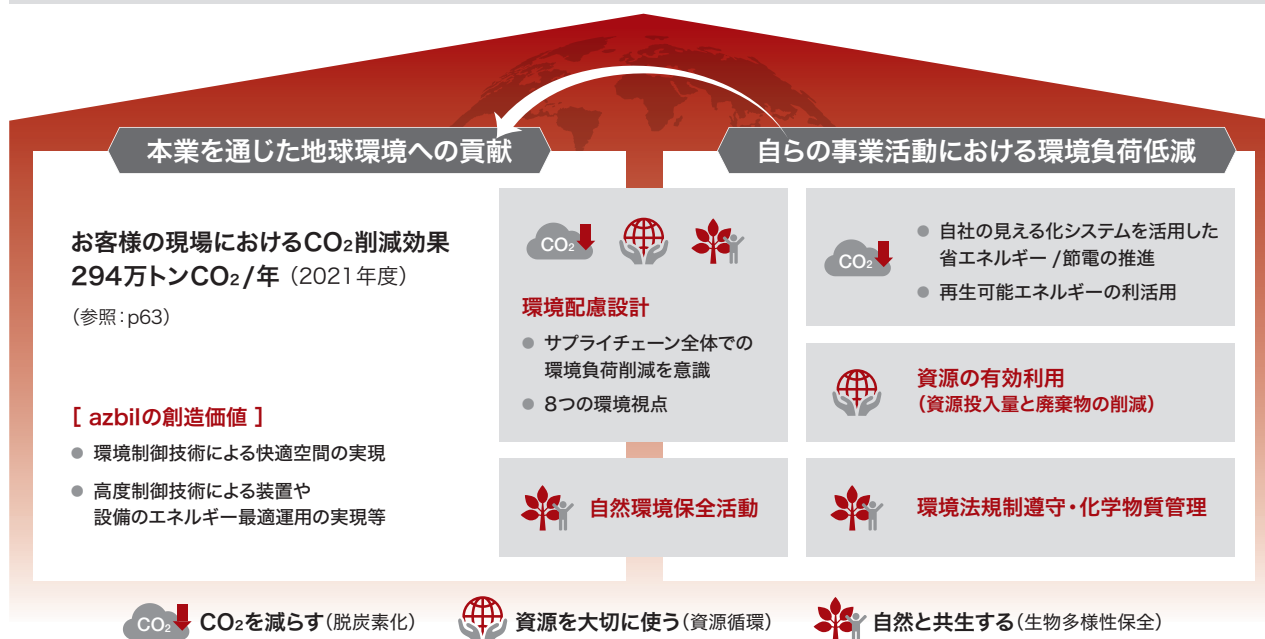 本業を通じた地球環境への貢献
自らの事業活動における環境負荷低減
お客様の現場におけるCO₂削減効果
294万トンCO₂/年（2021年度）
（参照：p63）
[ azbilの創造価値 ]
● 環境制御技術による快適空間の実現
● 高度制御技術による装置や
設備のエネルギー最適運用の実現等
CO₂
環境配慮設計
● サプライチェーン全体での
環境負荷削減を意識
● 8つの環境視点
自然環境保全活動
CO₂
● 自社の見える化システムを活用した
省エネルギー /節電の推進
● 再生可能エネルギーの利活用
資源の有効利用
（資源投入量と廃棄物の削減）
環境法規制遵守・化学物質管理
CO₂ CO₂を減らす（脱炭素化） 資源を大切に使う（資源循環） 自然と共生する（生物多様性保全）